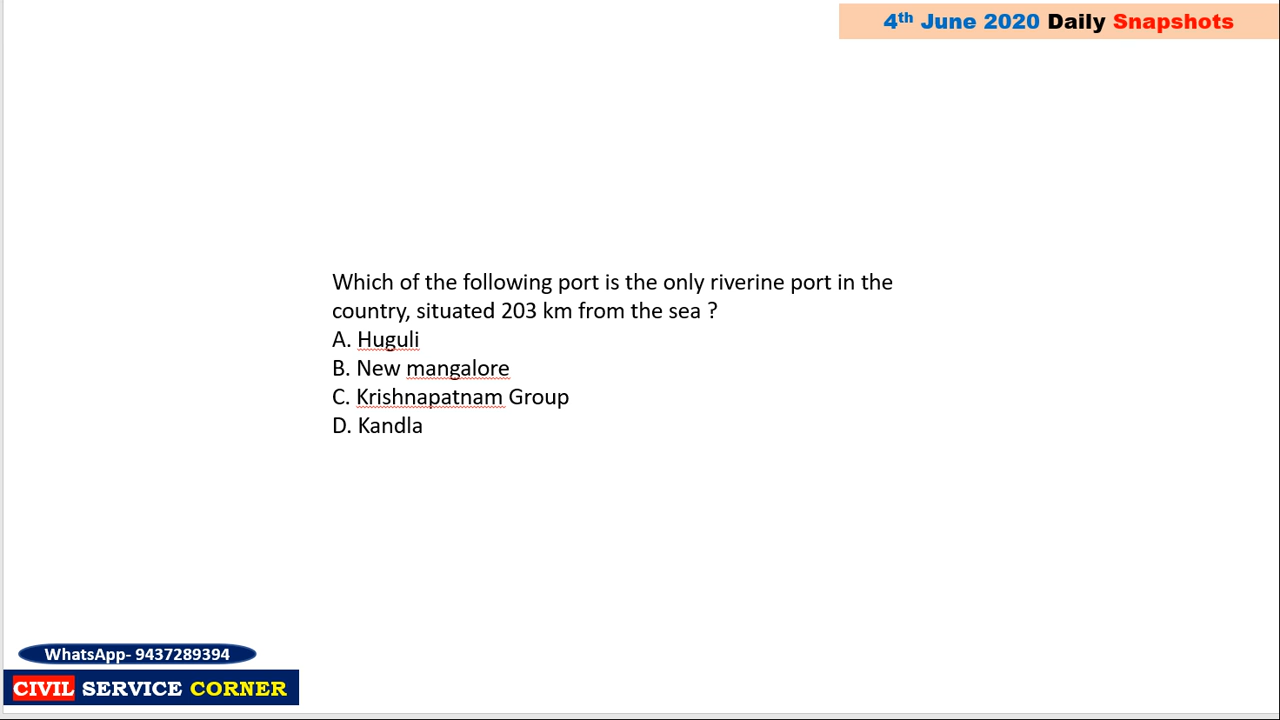 4th June 2020 Daily Snapshots
Which of the following port is the only riverine port in the
country, situated 203 km from the sea ?
A. Huguli
B. New mangalore
C. Krishnapatnam Group
D. Kandla
WhatsApp- 9437289394
CIVIL SERVICE CORNER